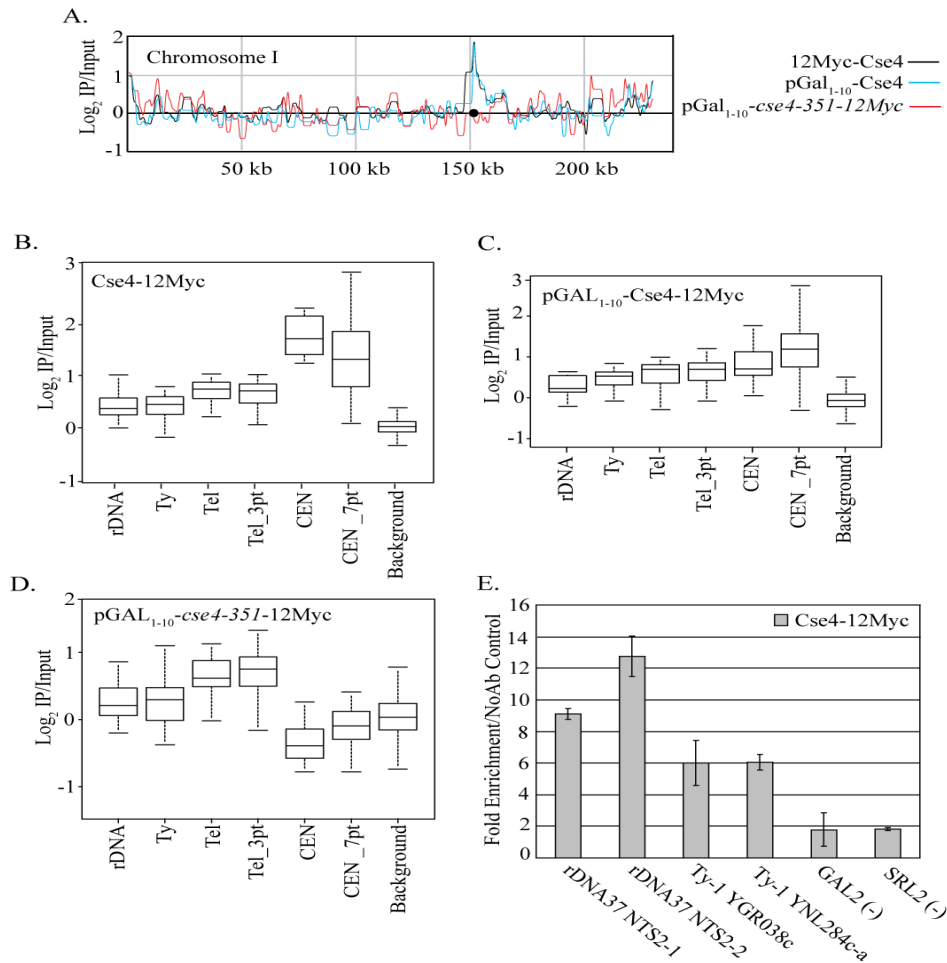 A.
Log2 IP/Input
2
1
0
-1
Chromosome I
50 kb 100 kb 150 kb 200 kb
12Myc-Cse4
pGal1-10-Cse4
pGal1-10-cse4-351-12Myc
B.
Log2 IP/Input
3
2
1
0
-1
Cse4-12Myc
rDNA
Ty
Tel
Tel_3pt
CEN
CEN_7pt
Background
C.
Log2 IP/Input
3
2
1
0
-1
pGAL1-10-Cse4-12Myc
rDNA
Ty
Tel
Tel_3pt
CEN
CEN_7pt
Background
D.
Log2 IP/Input
2
1
0
-1
pGAL1-10-cse4-351-12Myc
rDNA
Ty
Tel
Tel_3pt
CEN
CEN_7pt
Background
E.
Fold Enrichment/NoAb Control
16
14
12
10
8
6
4
2
0
Cse4-12Myc
rDNA37 NTS2-1
rDNA37 NTS2-2
Ty-1 YGR038c
Ty-1 YNL284c-a
GAL2 (-)
SRL2 (-)